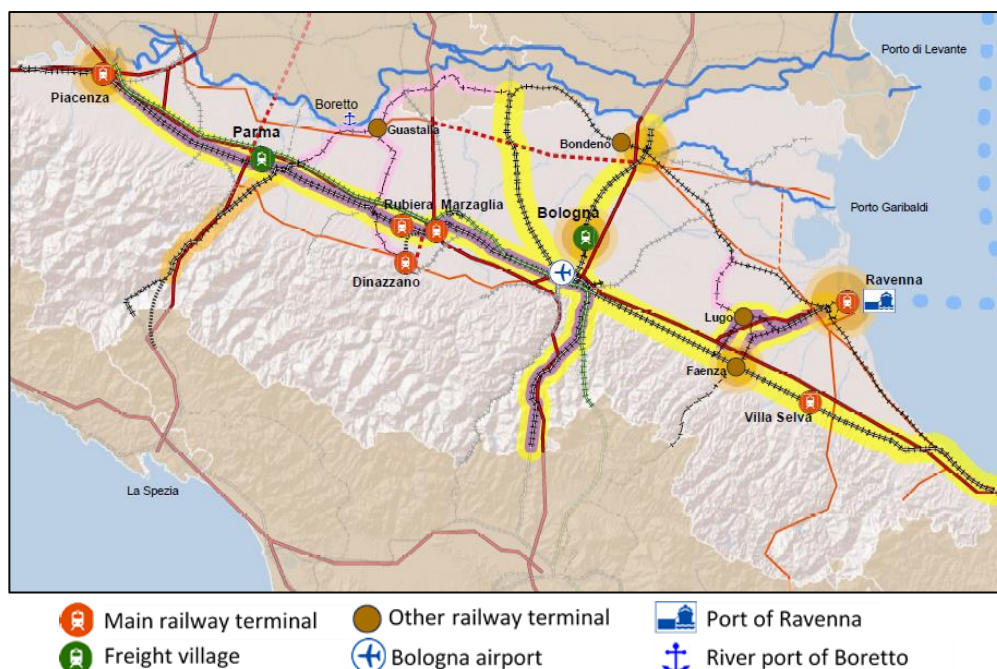 Porto di Levante
Piacenza
Boretto
Parma
Guastalla
Bondeno
Rubiera Marzaglia
Bologna
Porto Garibaldi
Dinazzano
Ravenna
Lugo
Faenza
Villa Selva
La Spezia
Main railway terminal
Other railway terminal
Port of Ravenna
Freight village
Bologna airport
River port of Boretto